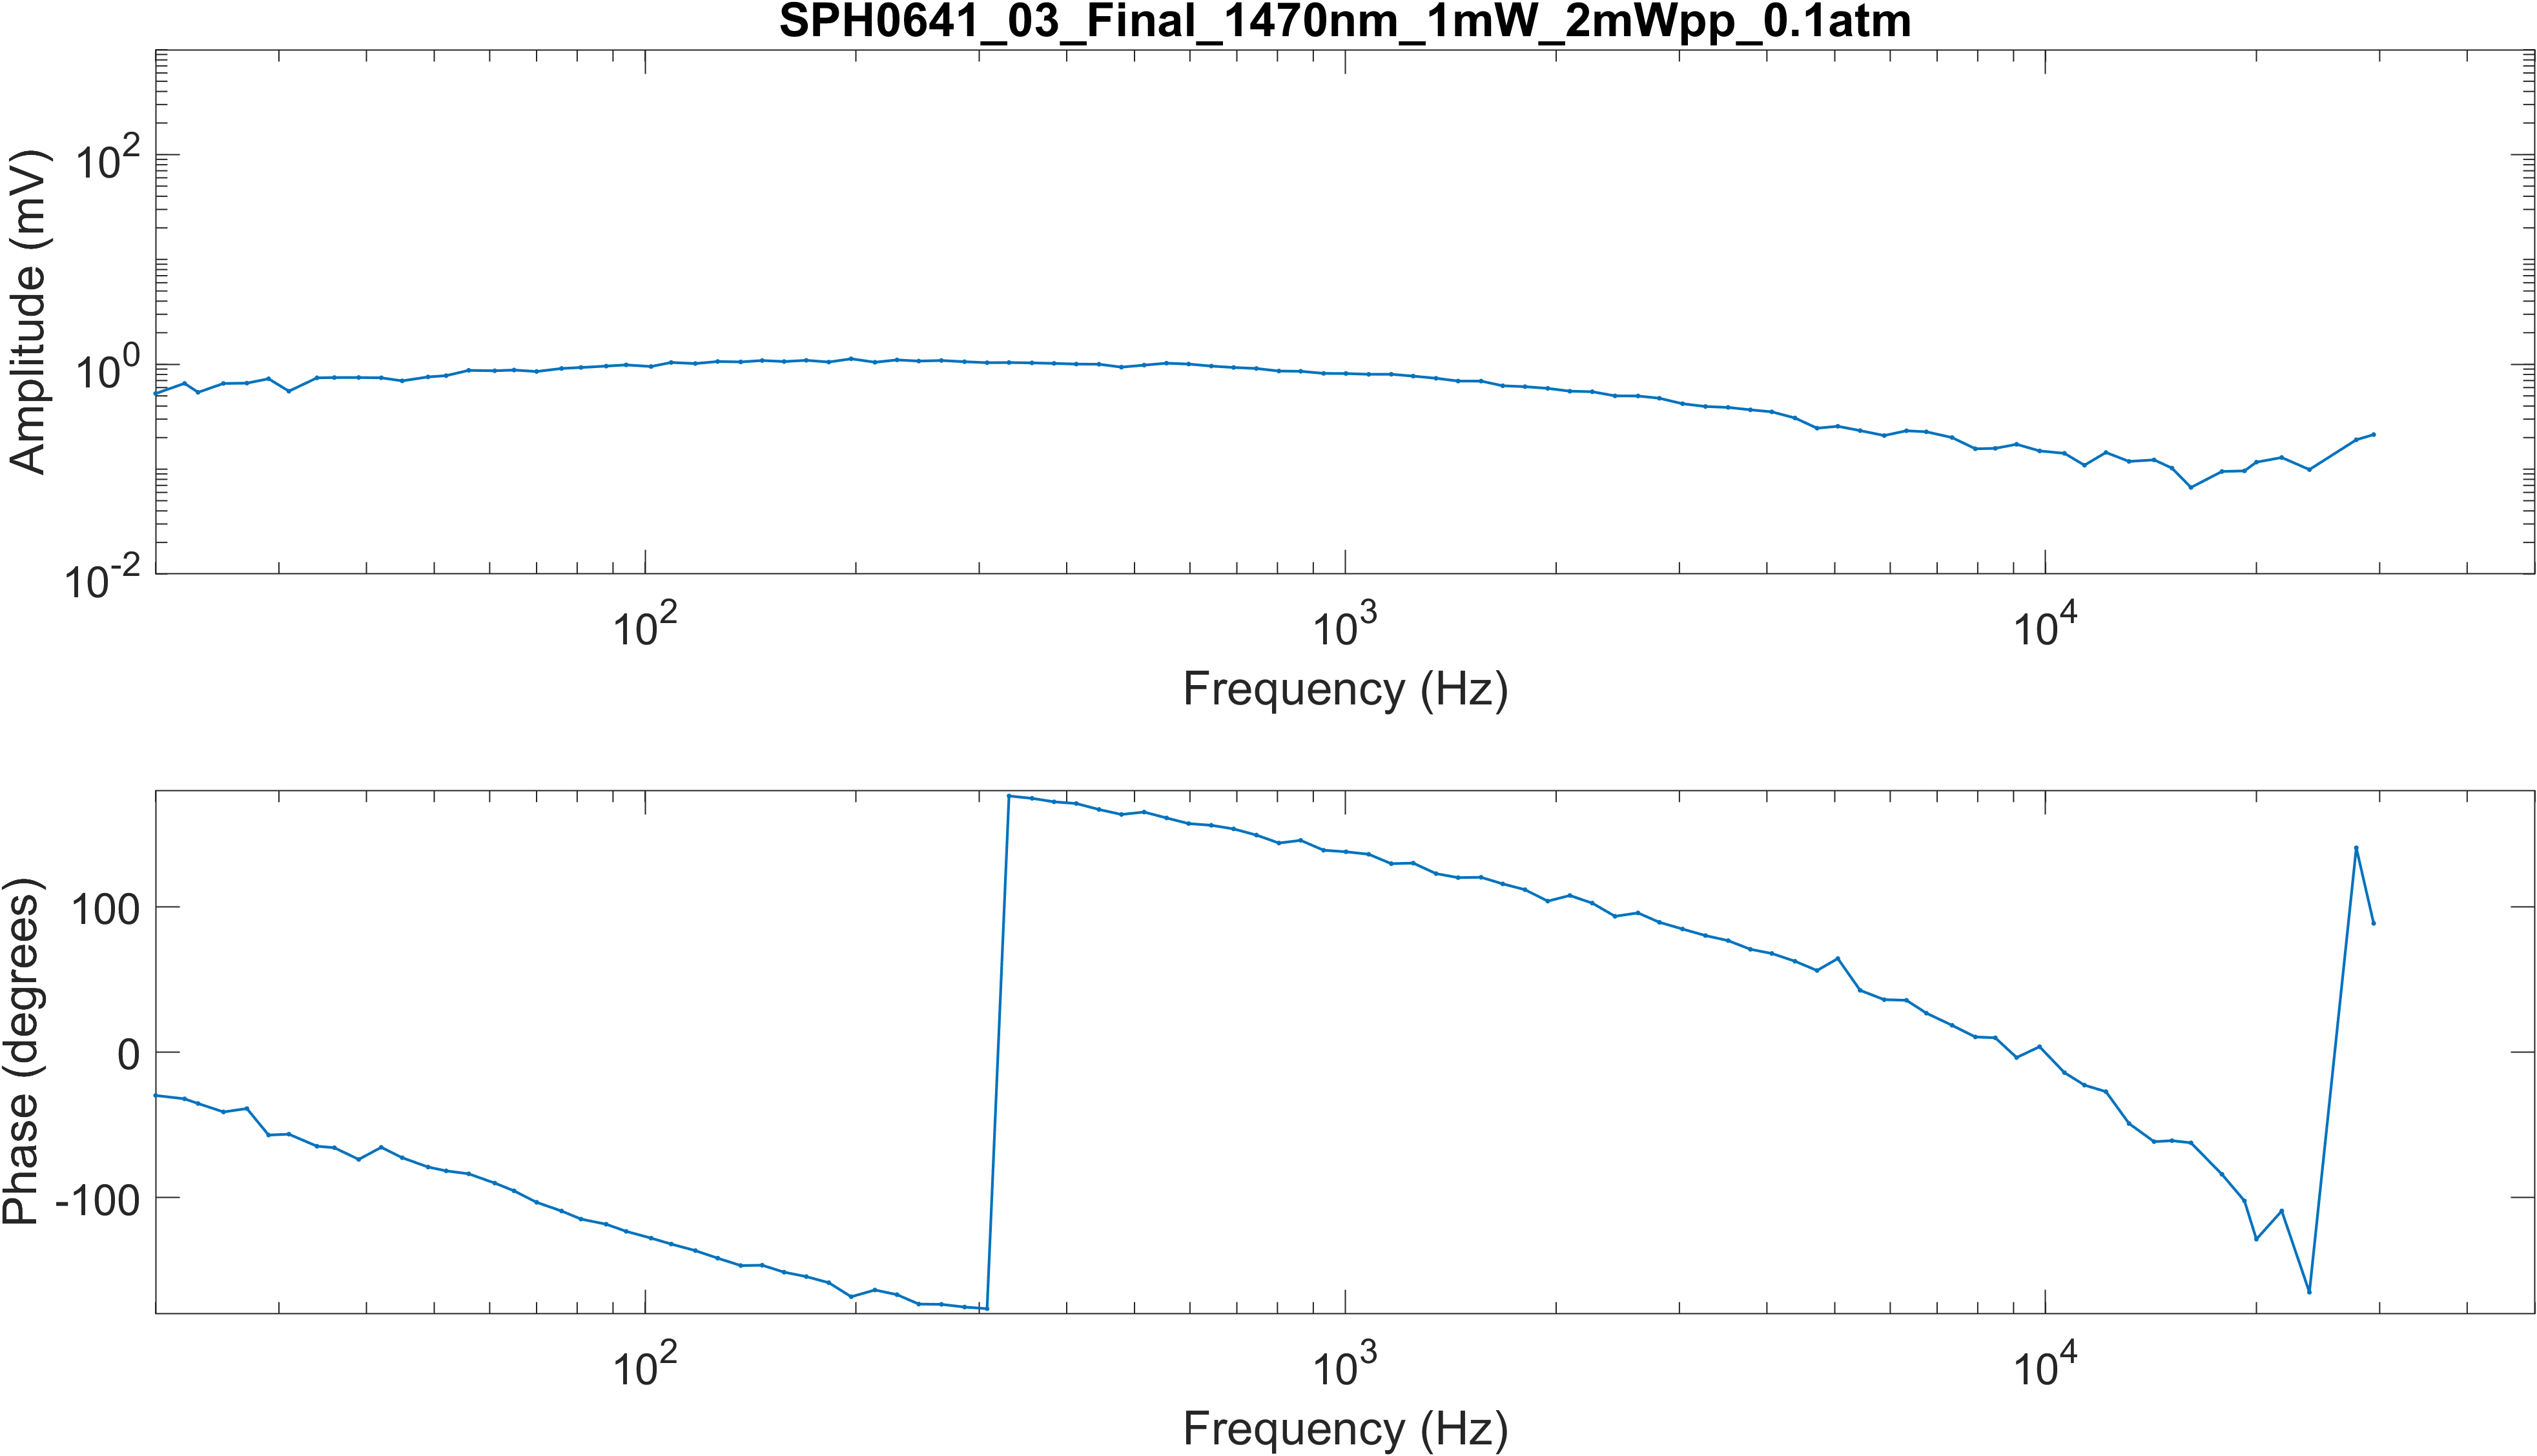 SPH0641_03_Final_1470nm_1mW_2mWpp_0.1atm
Amplitude (mV)
10^2
10^0
10^-2
10^2
10^3
10^4
Frequency (Hz)
Phase (degrees)
100
0
-100
10^2
10^3
10^4
Frequency (Hz)